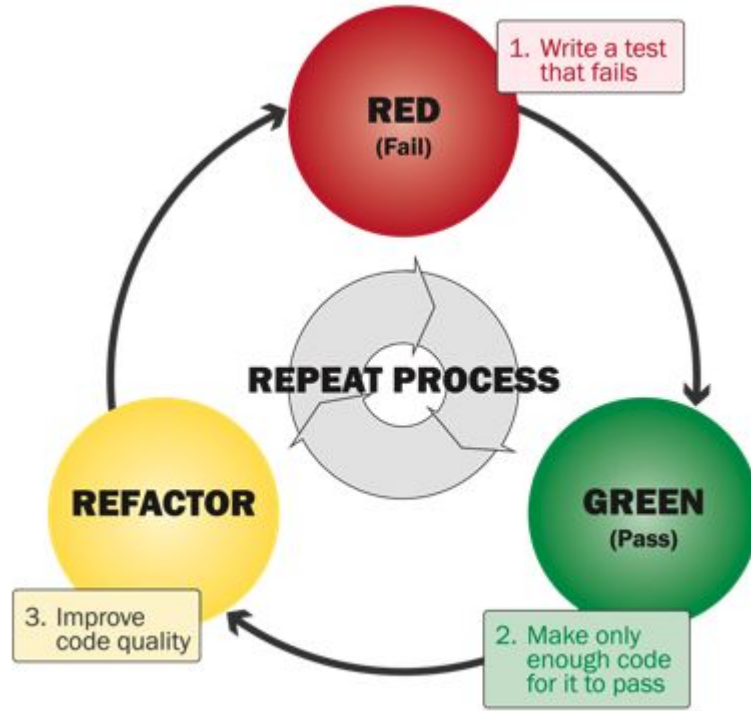 1. Write a test
that fails
RED
(Fail)
REPEAT PROCESS
REFACTOR
GREEN
(Pass)
3. Improve
code quality
2. Make only
enough code
for it to pass